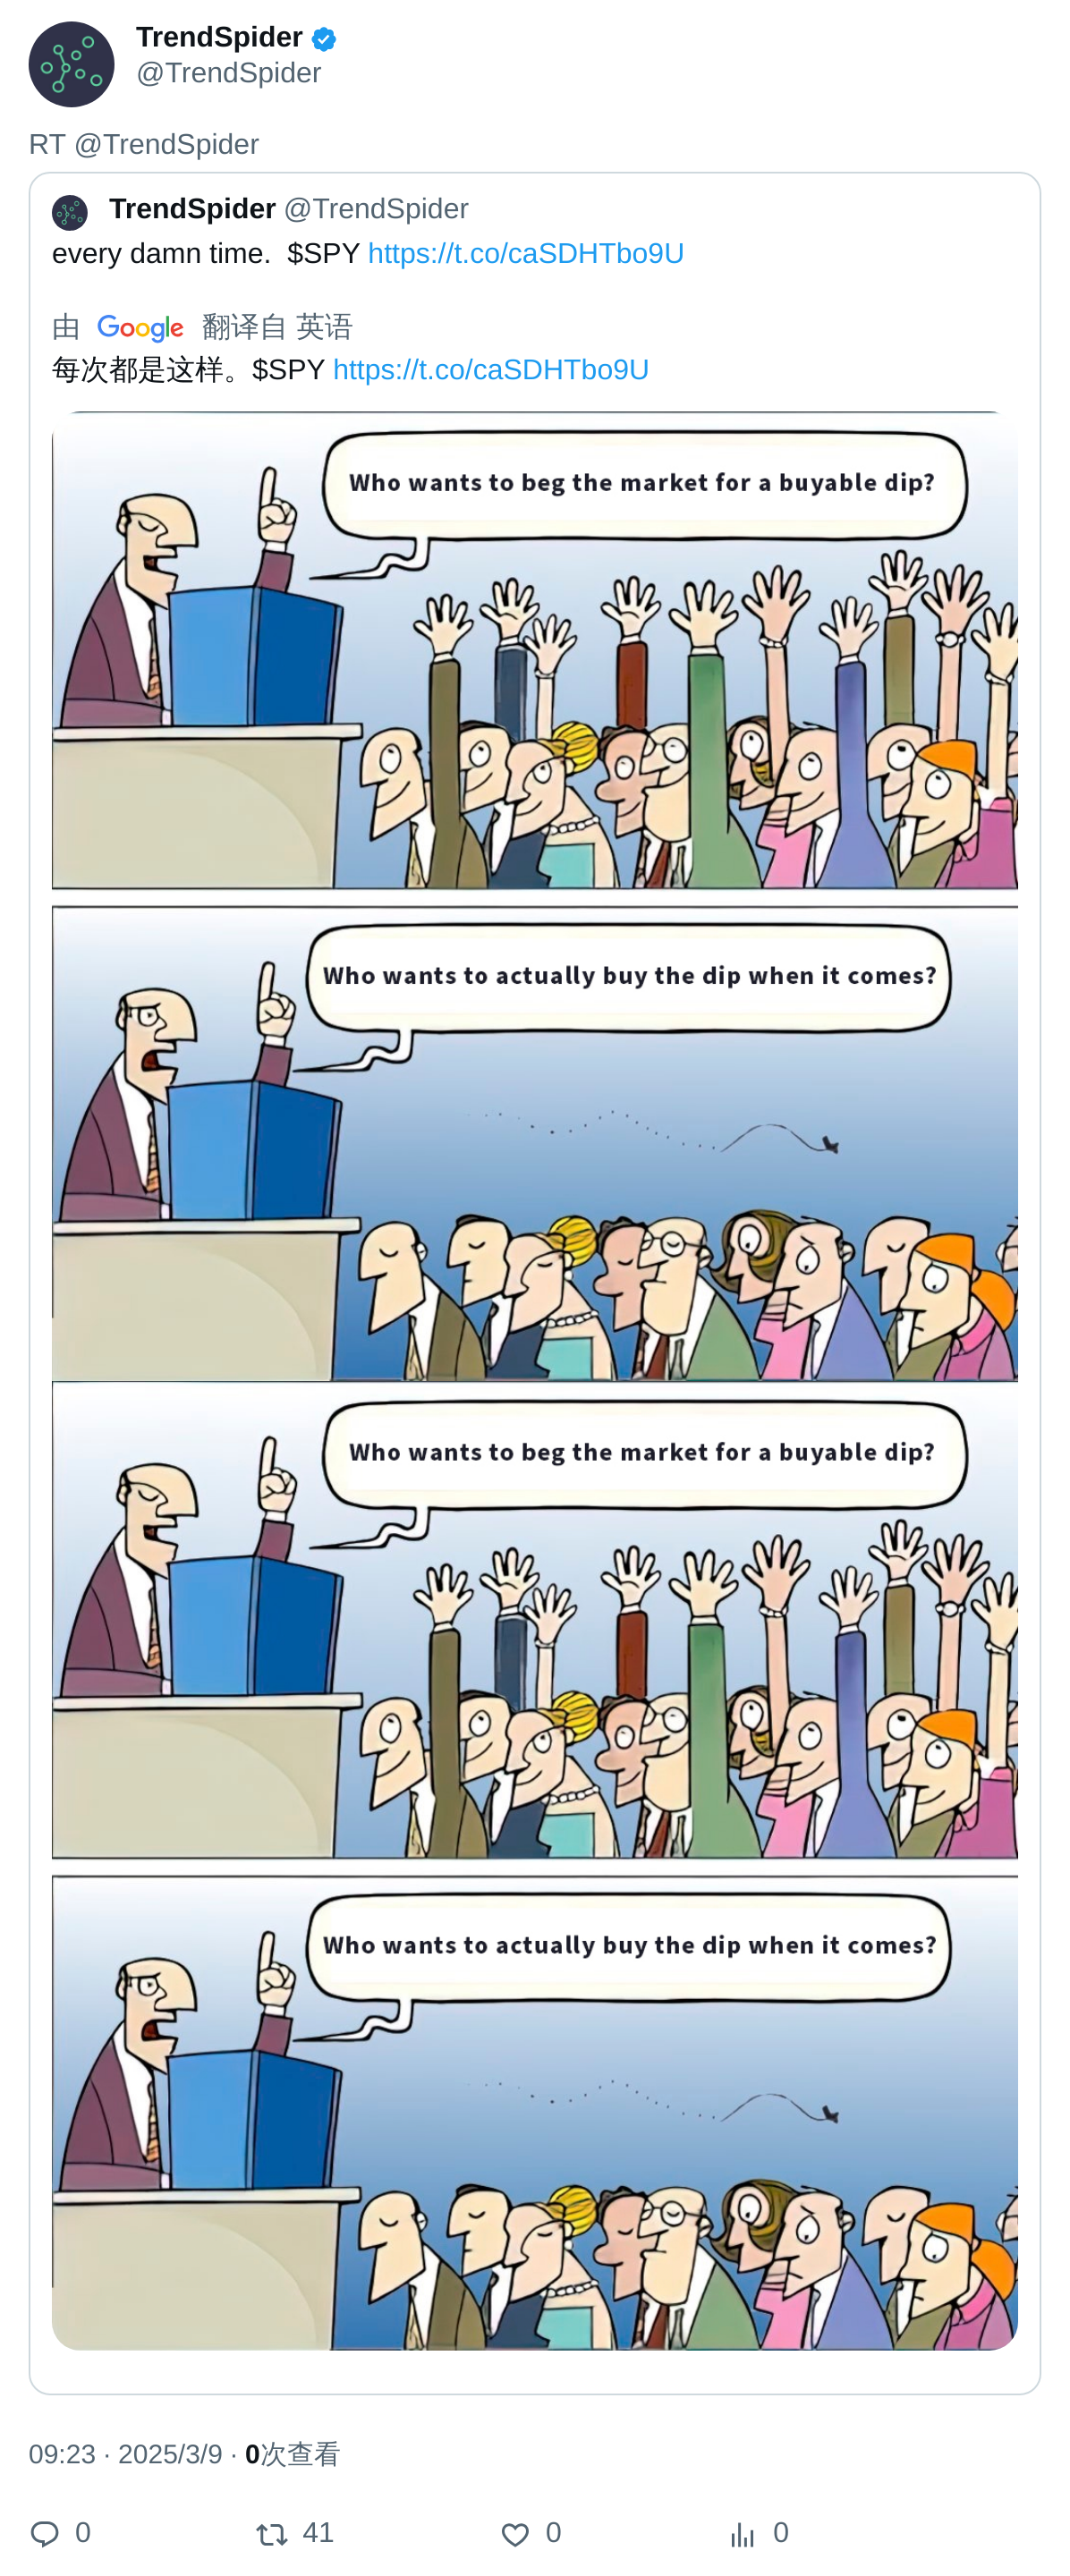 TrendSpider
@TrendSpider
RT @TrendSpider
TrendSpider @TrendSpider
every damn time.  $SPY https://t.co/caSDHTbo9U
由 Google 翻译自 英语
每次都是这样。$SPY https://t.co/caSDHTbo9U
Who wants to beg the market for a buyable dip?
Who wants to actually buy the dip when it comes?
Who wants to beg the market for a buyable dip?
Who wants to actually buy the dip when it comes?
09:23 · 2025/3/9 · 0次查看
0 41 0 0